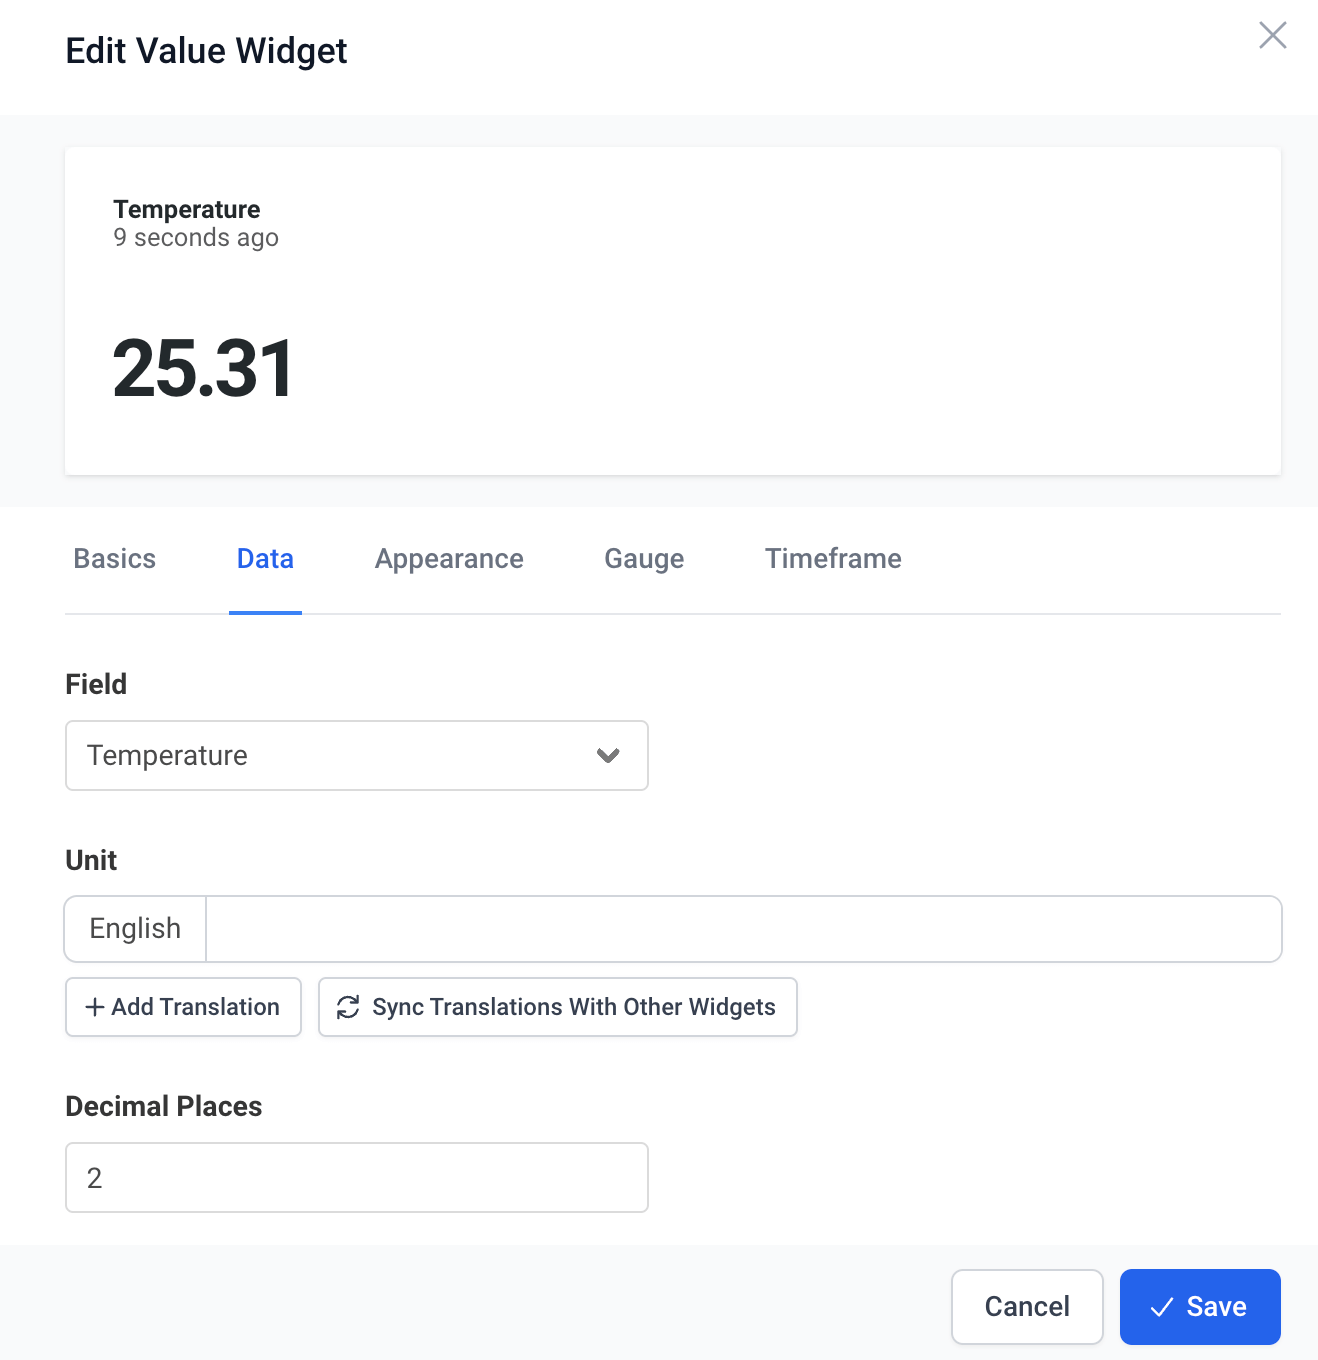 Edit Value Widget
Temperature
9 seconds ago
25.31
Basics Data Appearance Gauge Timeframe
Field
Temperature
Unit
English
Add Translation Sync Translations With Other Widgets
Decimal Places
2
Cancel Save